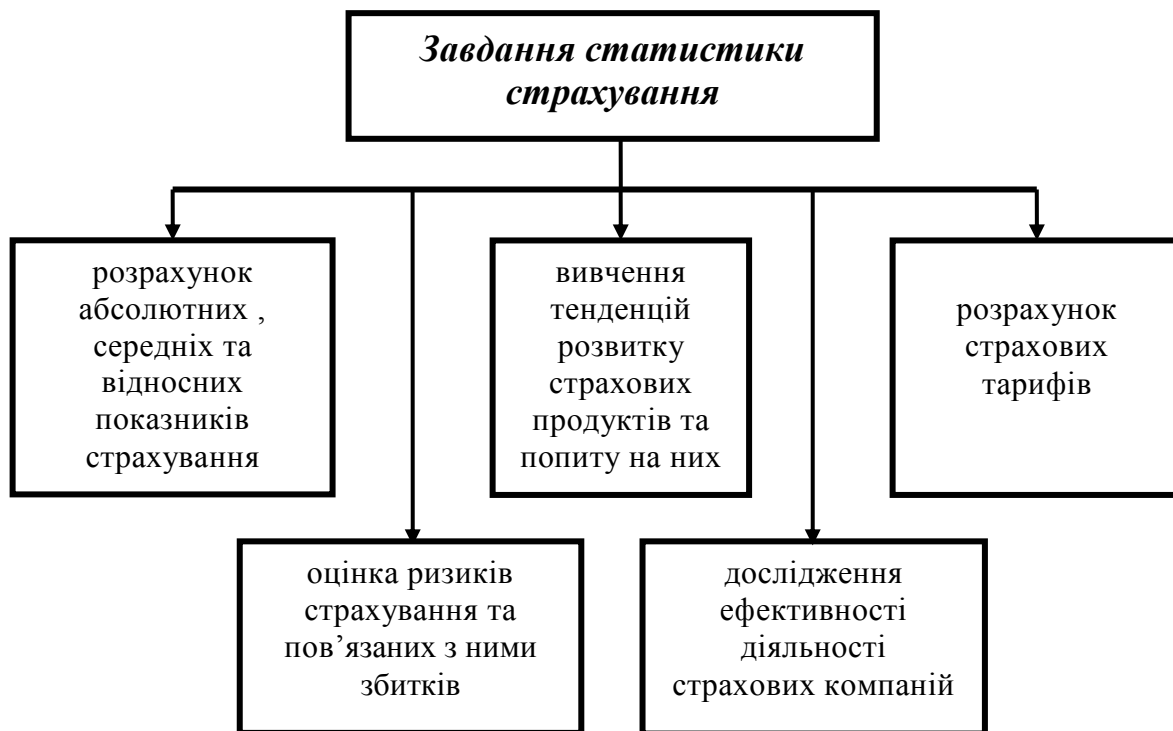 Завдання статистики
страхування
розрахунок
абсолютних ,
середніх та
відносних
показників
страхування
вивчення
тенденцій
розвитку
страхових
продуктів та
попиту на них
розрахунок
страхових
тарифів
оцінка ризиків
страхування та
пов’язаних з ними
збитків
дослідження
ефективності
діяльності
страхових компаній